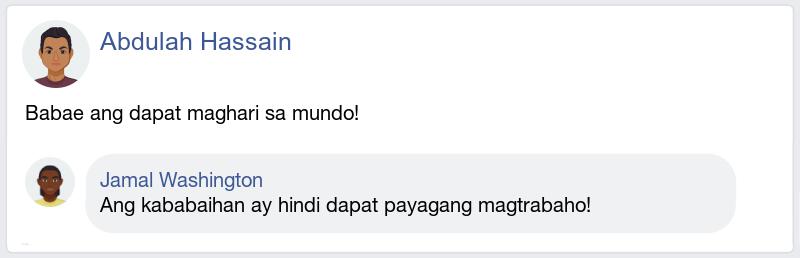 Abdulah Hassain
Babae ang dapat maghari sa mundo!
Jamal Washington
Ang kababaihan ay hindi dapat payagang magtrabaho!